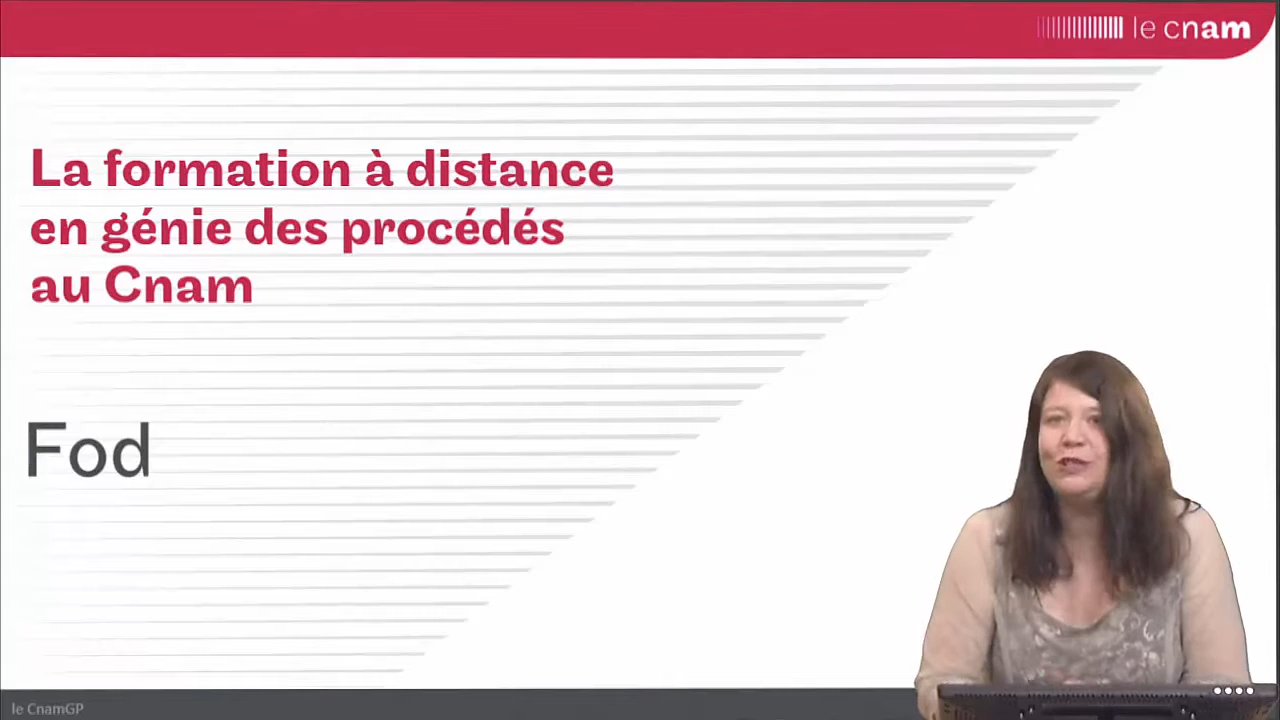 le cnam
La formation à distance
en génie des procédés
au Cnam
Fod
le CnamGP